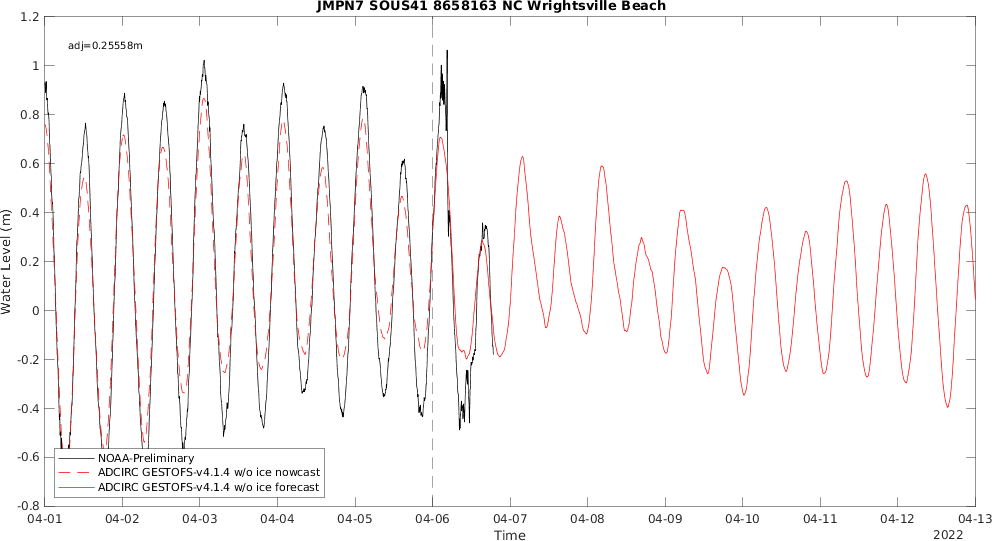 JMPN7 SOUS41 8658163 NC Wrightsville Beach
adj=0.25558m
1.2
1
0.8
0.6
0.4
0.2
0
-0.2
-0.4
-0.6
-0.8
Water Level (m)
NOAA-Preliminary
ADCIRC GESTOFS-v4.1.4 w/o ice nowcast
ADCIRC GESTOFS-v4.1.4 w/o ice forecast
04-01 04-02 04-03 04-04 04-05 04-06 04-07 04-08 04-09 04-10 04-11 04-12 04-13
Time
2022